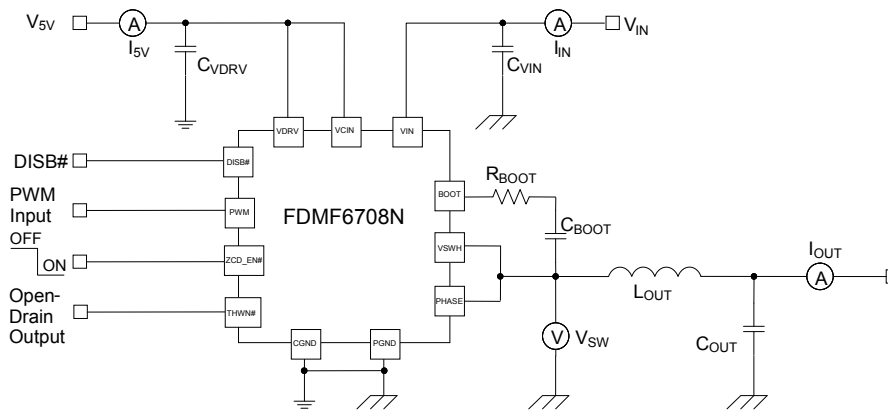 V5V
A
I5V
CVDRV
CVIN
A
IIN
VIN
VDRV
VCIN
VIN
DISB#
DISB#
PWM
Input
PWM
OFF
ON
ZCD_EN#
Open-
Drain
Output
THWN#
FDMF6708N
BOOT
RBOOT
CBOOT
VSWH
PHASE
CGND
PGND
V
VSW
LOUT
IOUT
A
COUT